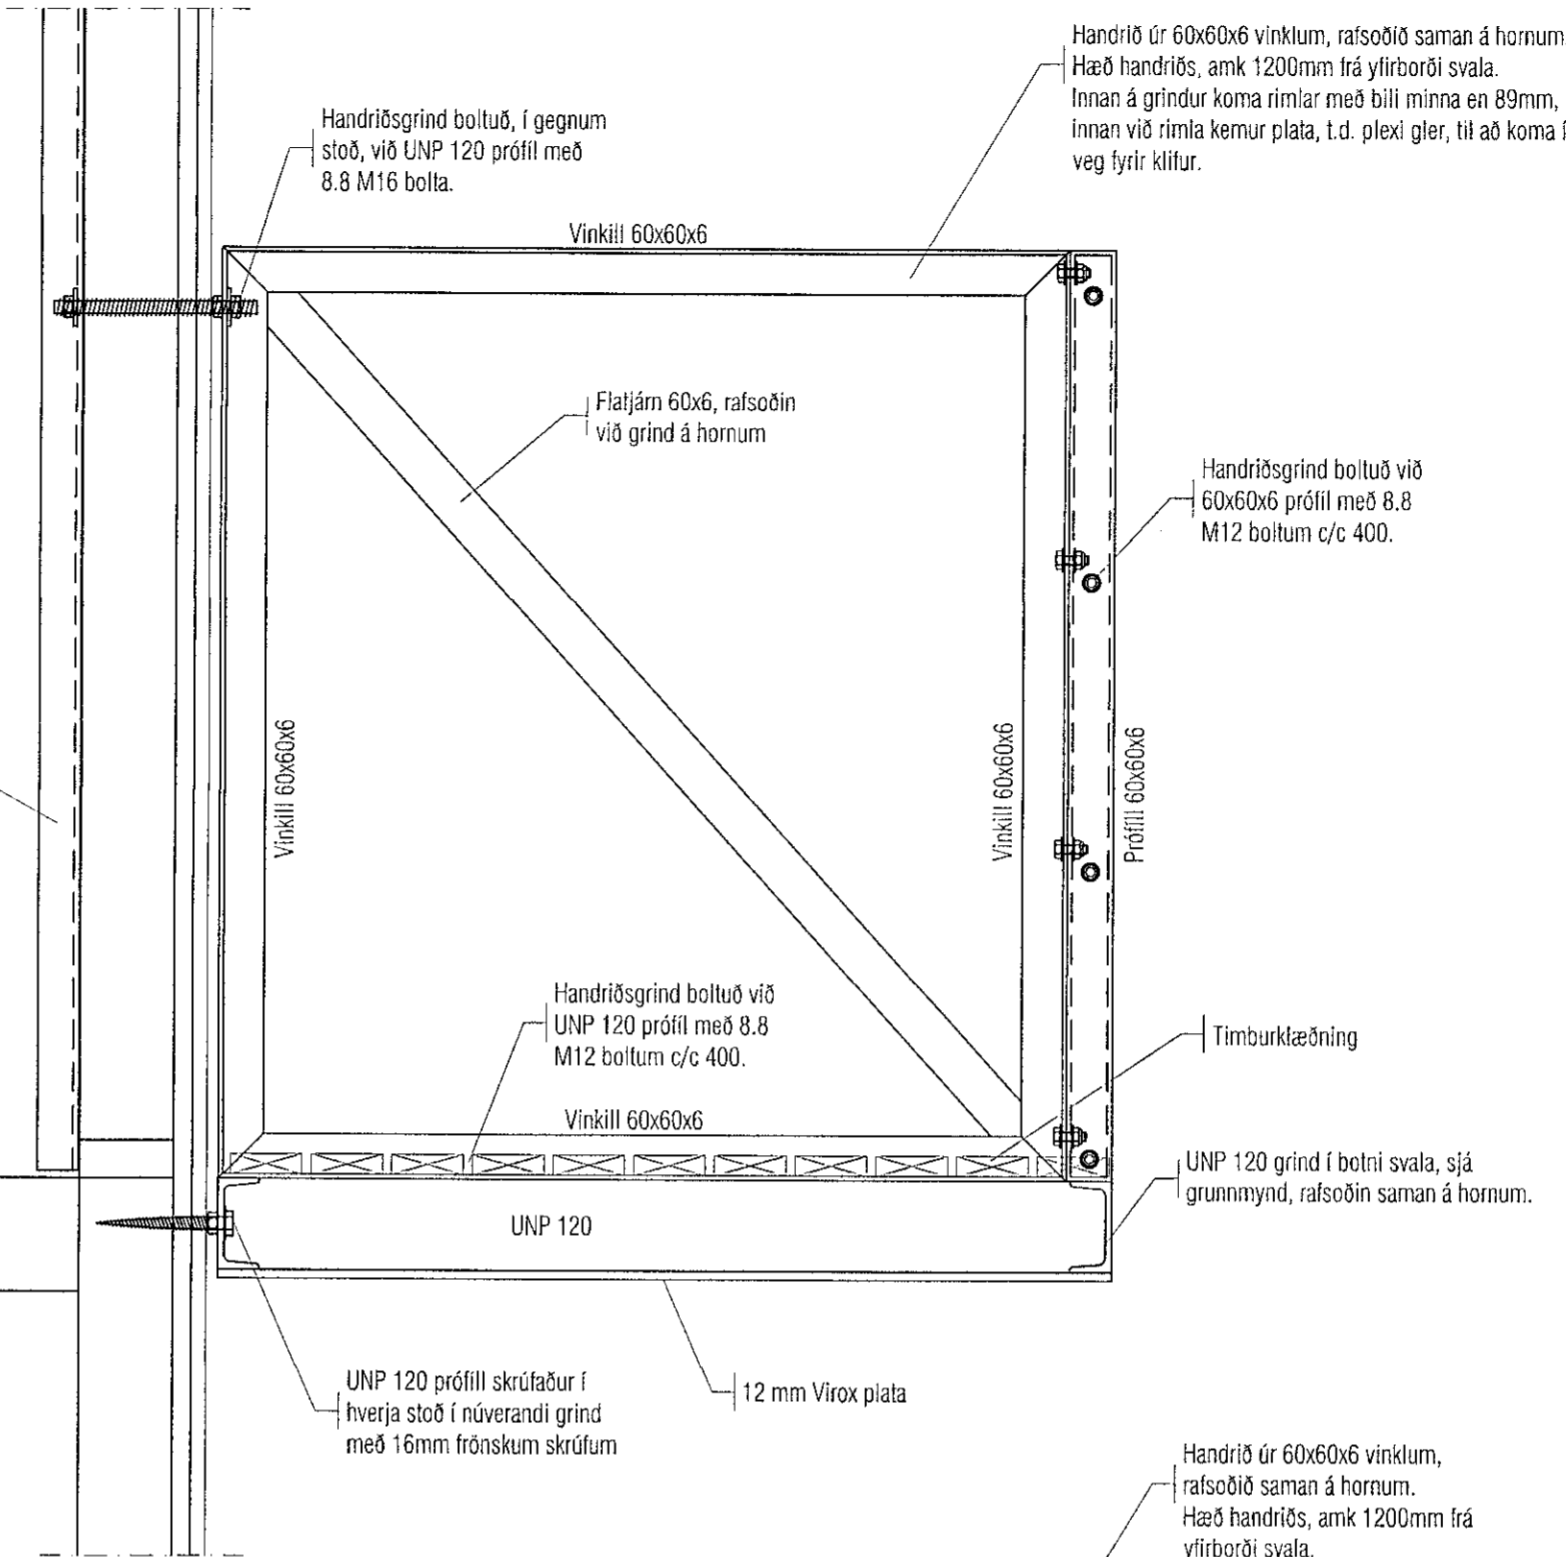 Handrið úr 60x60x6 vinklum, rafsoðið saman á hornum
Hæð handriðs, amk 1200mm frá yfirborði svala.
Innan á grindur koma rimlar með bili minna en 89mm,
innan við rimla kemur plata, t.d. plexi gler, til að koma í
veg fyrir klifur.
Handriðsgrind boltuð, í gegnum
stoð, við UNP 120 prófíl með
8.8 M16 bolta.
Vinkill 60x60x6
Flatjárn 60x6, rafsoðin
við grind á hornum
Handriðsgrind boltuð við
60x60x6 prófíl með 8.8
M12 boltum c/c 400.
Vinkill 60x60x6
Vinkill 60x60x6
Prófíll 60x60x6
Handriðsgrind boltuð við
UNP 120 prófíl með 8.8
M12 boltum c/c 400.
Timburklæðning
Vinkill 60x60x6
UNP 120 grind í botni svala, sjá
grunnmynd, rafsoðin saman á hornum.
UNP 120
UNP 120 prófíll skrúfaður í
hverja stoð í núverandi grind
með 16mm frönskum skrúfum
12 mm Virox plata
Handrið úr 60x60x6 vinklum,
rafsoðið saman á hornum.
Hæð handriðs, amk 1200mm frá
yfirborði svala.